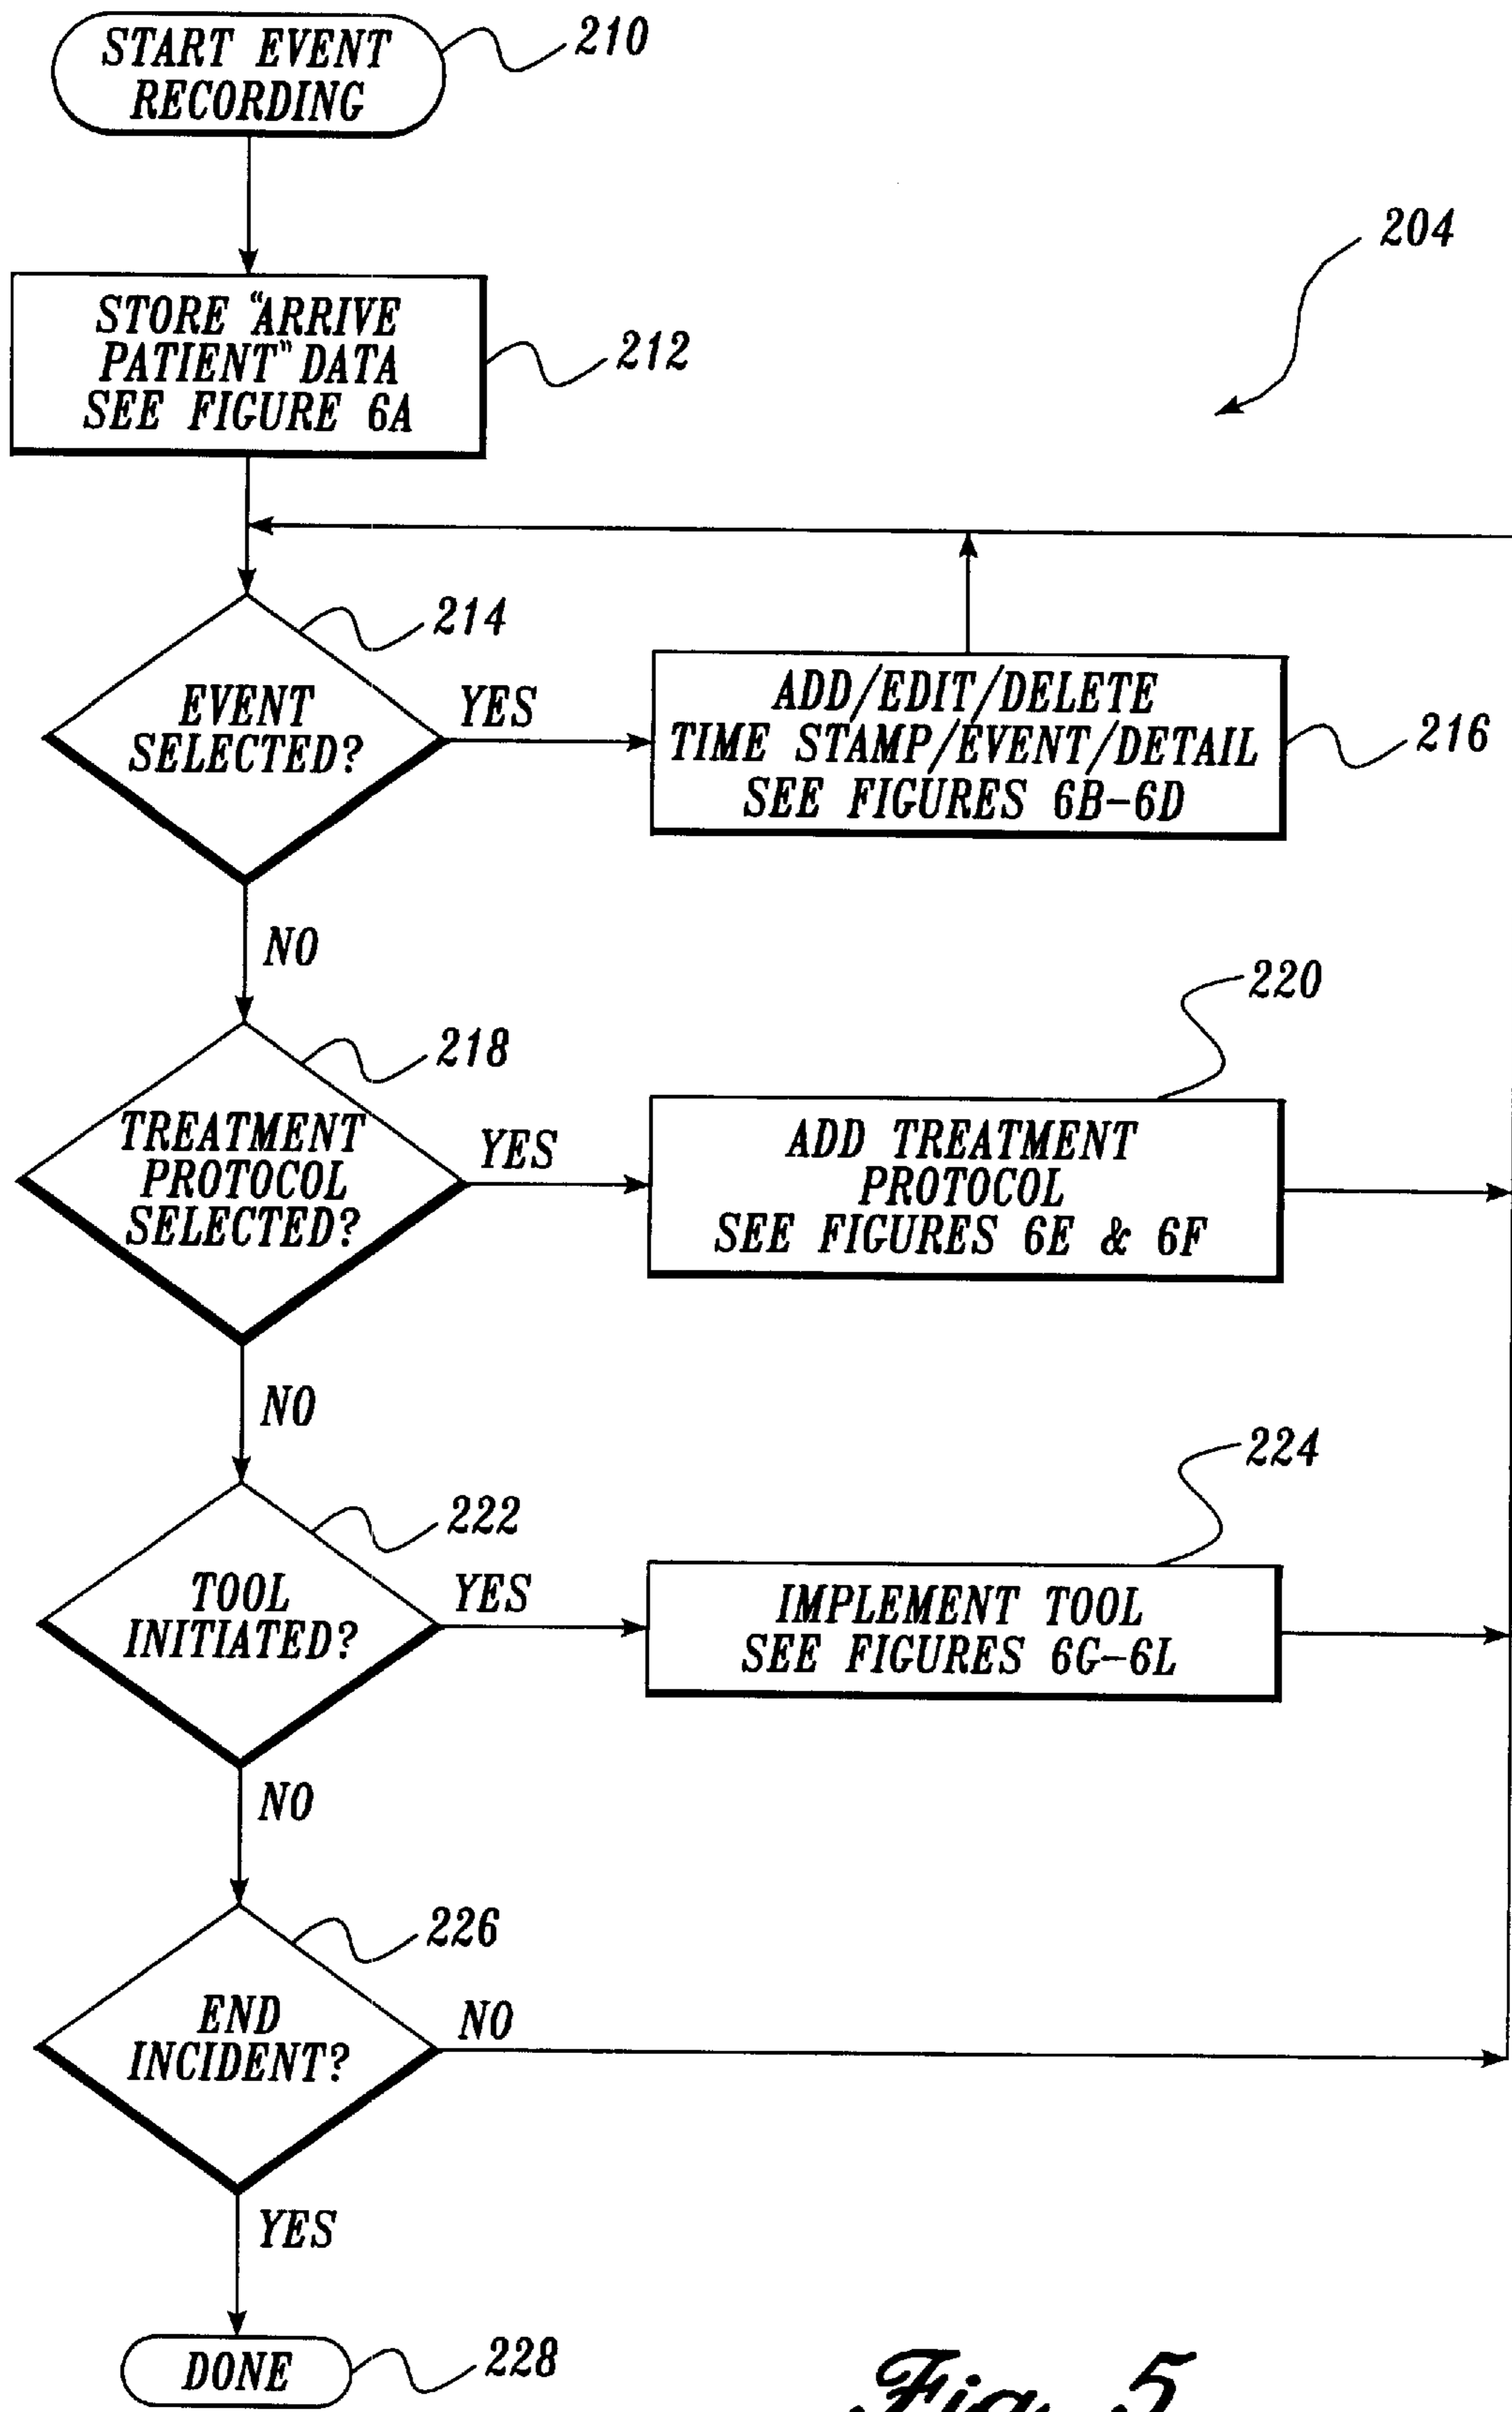 START EVENT
RECORDING
210
204
STORE "ARRIVE
PATIENT" DATA
SEE FIGURE 6A
212
214
EVENT
SELECTED?
YES
ADD/EDIT/DELETE
TIME STAMP/EVENT/DETAIL
SEE FIGURES 6B-6D
216
NO
218
TREATMENT
PROTOCOL
SELECTED?
YES
220
ADD TREATMENT
PROTOCOL
SEE FIGURES 6E & 6F
NO
222
TOOL
INITIATED?
YES
224
IMPLEMENT TOOL
SEE FIGURES 6G-6L
NO
226
END
INCIDENT?
NO
YES
DONE
228
Fig. 5